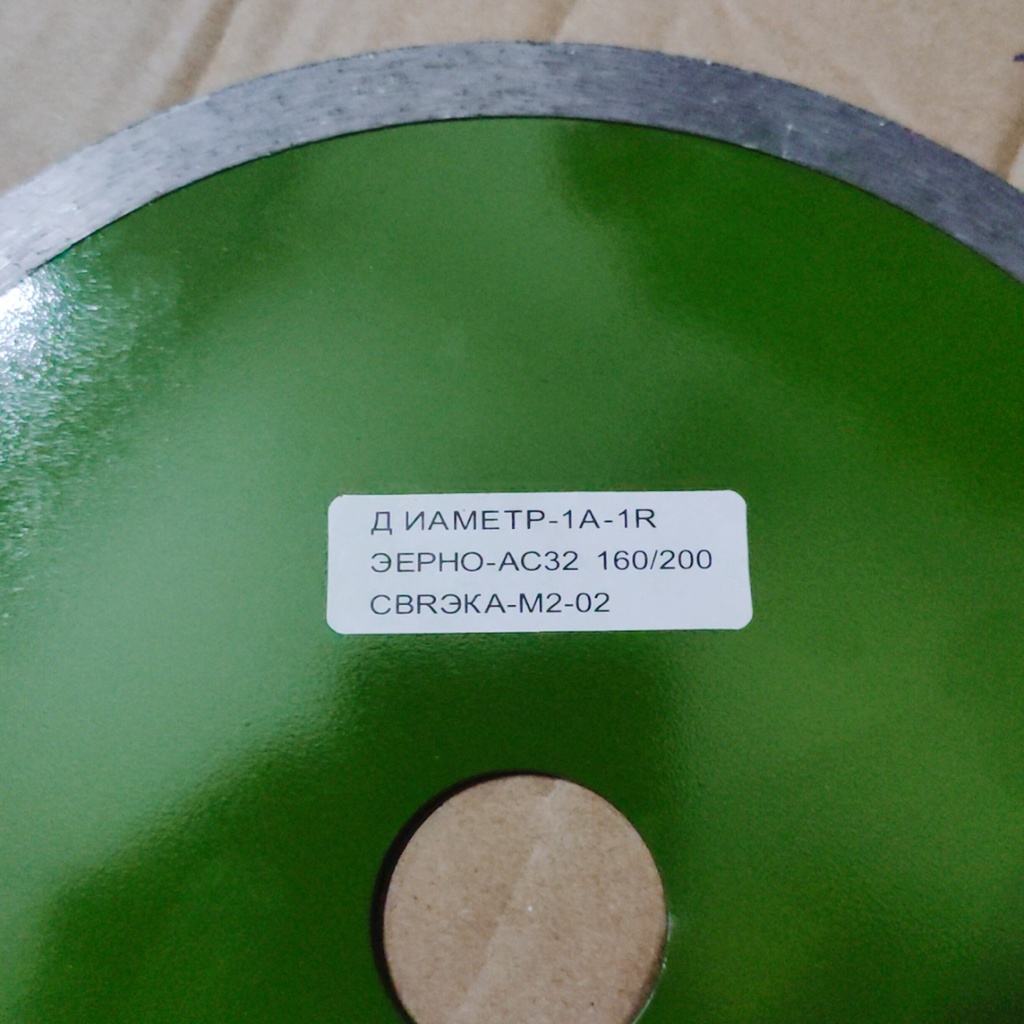 Д ИАМЕТР-1А-1R
ЭЕРНО-АС32 160/200
СВRЭКА-М2-02